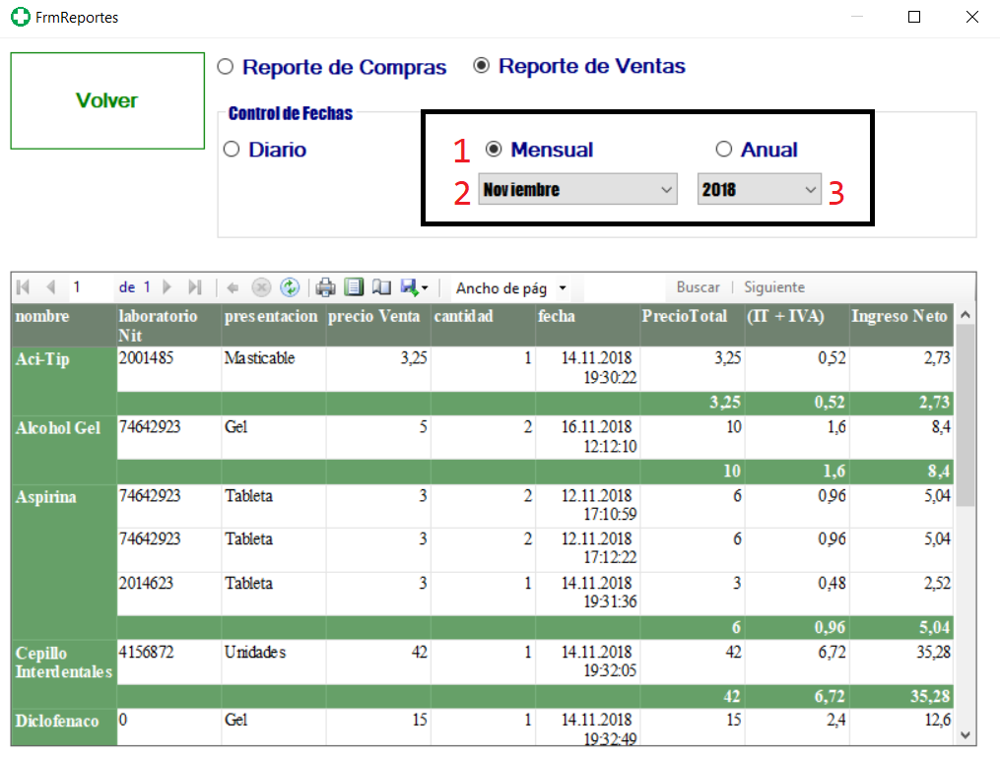 FrmReportes
Volver
Reporte de Compras
Reporte de Ventas
Control de Fechas
Diario
1 Mensual
Anual
2 Noviembre
2018 3
1 de 1 Ancho de pág Buscar | Siguiente
nombre laboratorio Nit presentacion precio Venta cantidad fecha PrecioTotal (IT + IVA) Ingreso Neto
Aci-Tip 2001485 Masticable 3,25 1 14.11.2018 3,25 0,52 2,73
19:30:22
3,25 0,52 2,73
Alcohol Gel 74642923 Gel 5 2 16.11.2018 10 1,6 8,4
12:12:10
10 1,6 8,4
Aspirina 74642923 Tableta 3 2 12.11.2018 6 0,96 5,04
17:10:59
74642923 Tableta 3 2 12.11.2018 6 0,96 5,04
17:12:22
2014623 Tableta 3 1 14.11.2018 3 0,48 2,52
19:31:36
6 0,96 5,04
Cepillo 4156872 Unidades 42 1 14.11.2018 42 6,72 35,28
Interdentales 19:32:05
42 6,72 35,28
Diclofenaco 0 Gel 15 1 14.11.2018 15 2,4 12,6
19:32:49